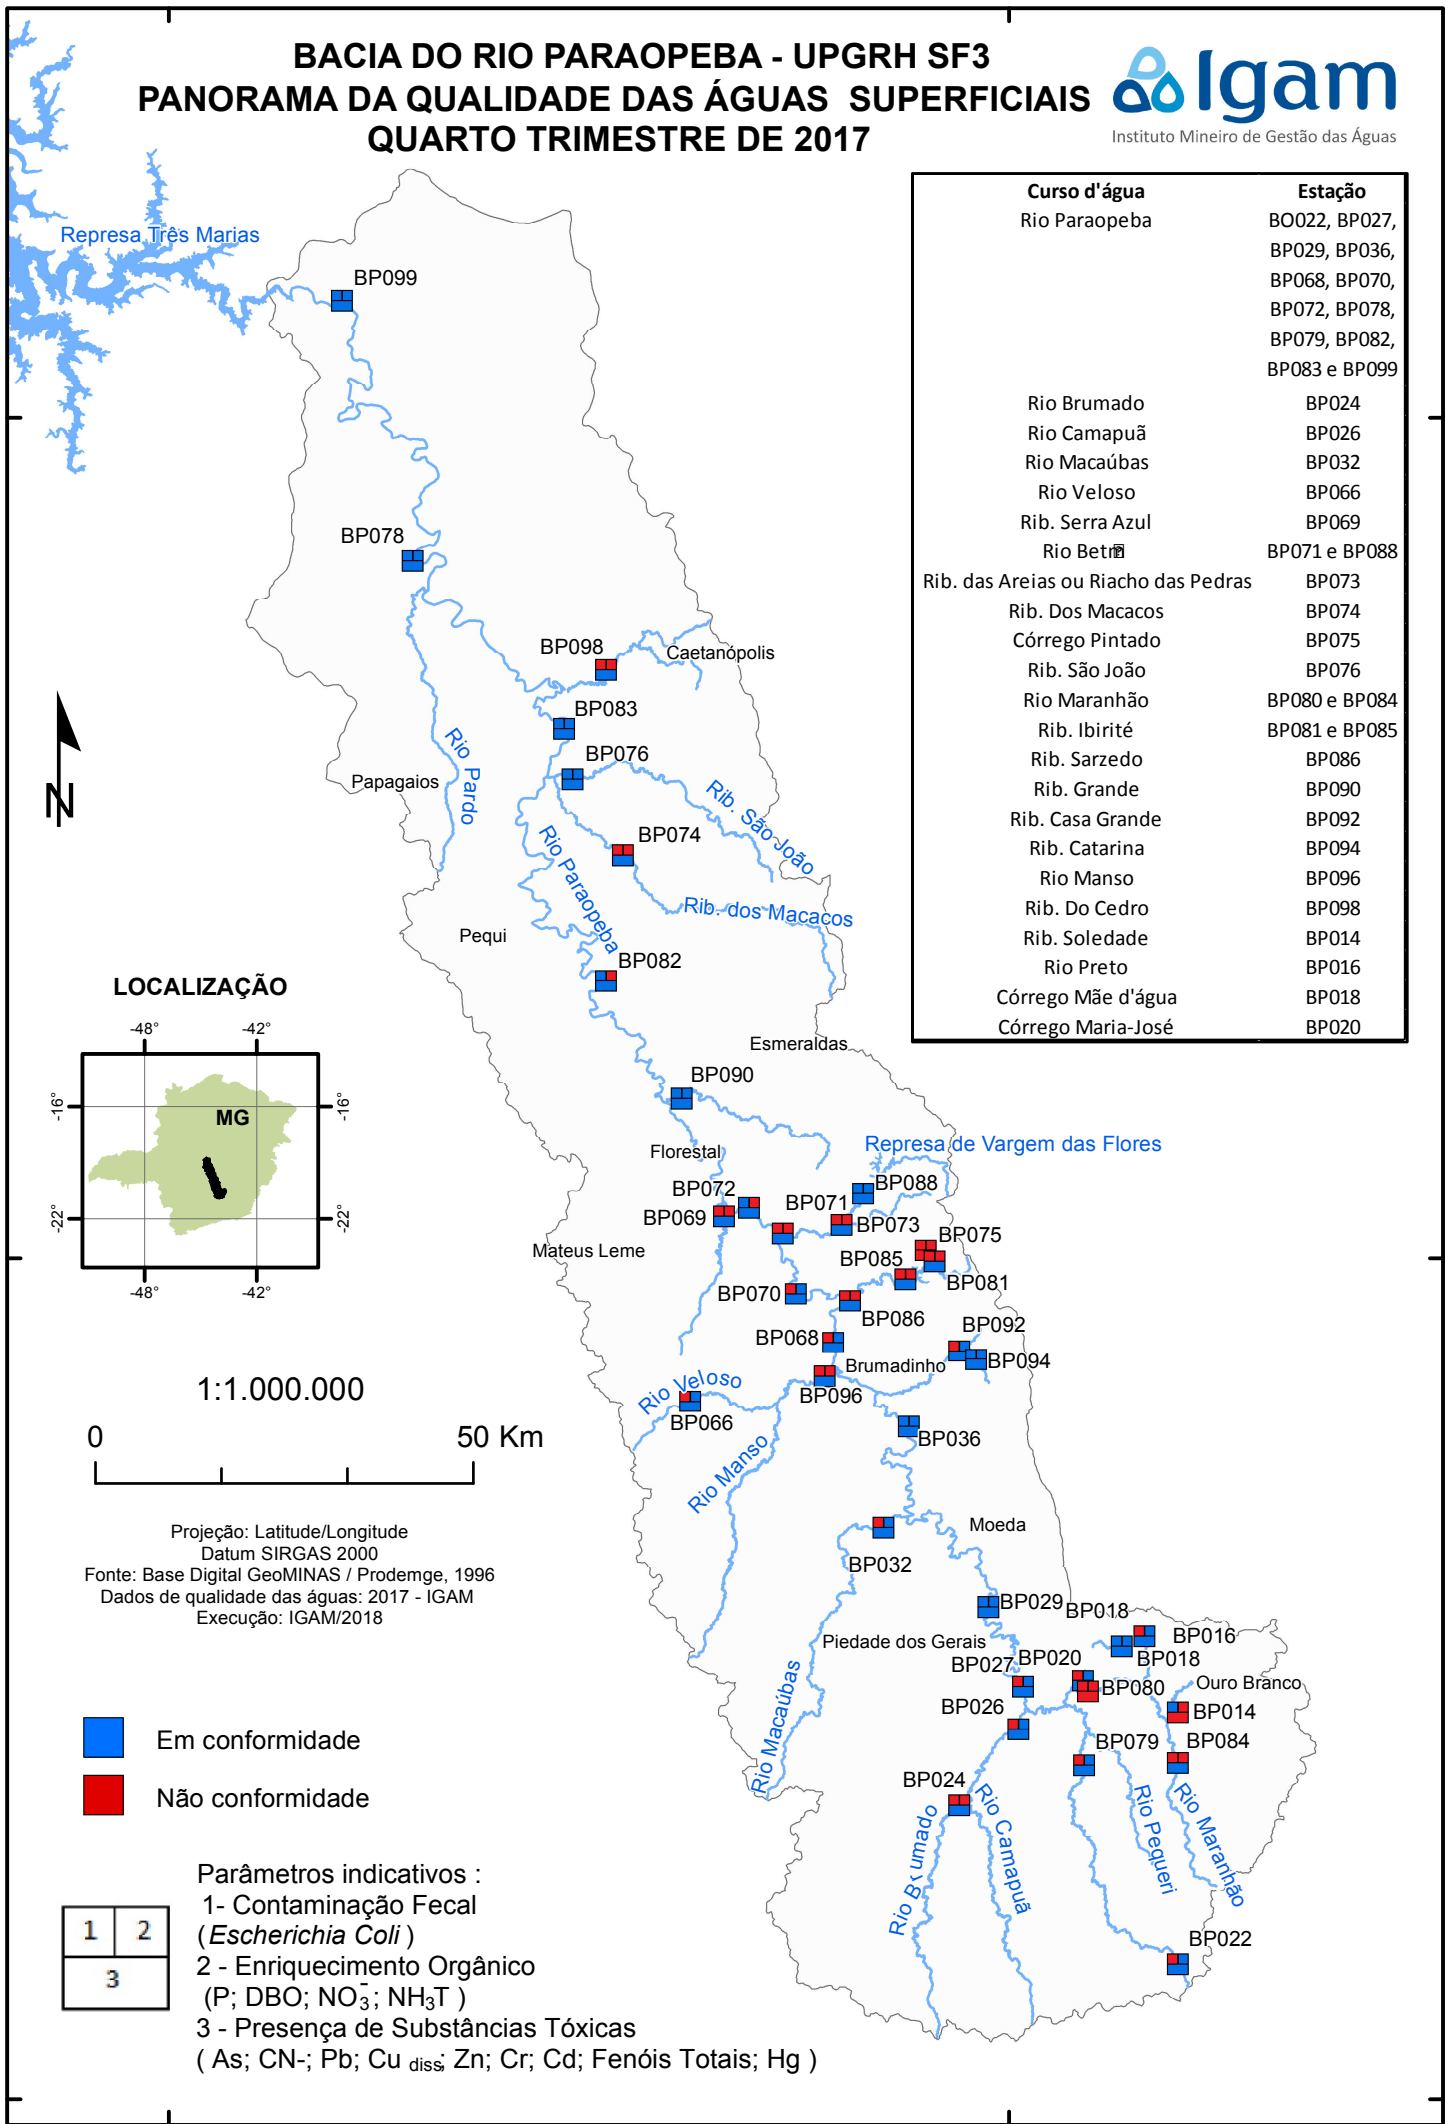 BACIA DO RIO PARAOPEBA - UPGRH SF3
PANORAMA DA QUALIDADE DAS ÁGUAS SUPERFICIAIS
QUARTO TRIMESTRE DE 2017
Igam
Instituto Mineiro de Gestão das Águas
Curso d'água Estação
Rio Paraopeba BO022, BP027,
BP029, BP036,
BP068, BP070,
BP072, BP078,
BP079, BP082,
BP083 e BP099
Rio Brumado BP024
Rio Camapuã BP026
Rio Macaúbas BP032
Rio Veloso BP066
Rib. Serra Azul BP069
Rio BP071 e BP088
Rib. das Areias ou Riacho das Pedras BP073
Rib. Dos Macacos BP074
Córrego Pintado BP075
Rib. São João BP076
Rio Maranhão BP080 e BP084
Rib. Ibirité BP081 e BP085
Rib. Sarzedo BP086
Rib. Grande BP090
Rib. Casa Grande BP092
Rib. Catarina BP094
Rio Manso BP096
Rib. Do Cedro BP098
Rib. Soledade BP014
Rio Preto BP016
Córrego Mãe d'água BP018
Córrego Maria-José BP020
Represa Três Marias
BP099
BP078
BP098
Caetanópolis
BP083
BP076
Rio Pardo
Papagaios
Rib. São João
BP074
Rio Paraopeba
Rib. dos Macacos
Pequi
BP082
Esmeraldas
BP090
Florestal
Represa de Vargem das Flores
BP088
BP072
BP071
BP069
BP073
BP075
Mateus Leme
BP085
BP081
BP070
BP086
BP068
BP092
Brumadinho
BP094
Rio Veloso
BP096
BP066
BP036
Rio Manso
Moeda
BP032
BP029
BP018
BP016
Piedade dos Gerais
BP018
BP027
BP020
BP080
Ouro Branco
BP026
BP014
BP079
BP084
Rio Macaúbas
BP024
Rio Brumado
Rio Camapuã
Rio Pequeri
Rio Maranhão
BP022
N
LOCALIZAÇÃO
-48° -42°
-16° -16°
MG
-22° -22°
-48° -42°
1:1.000.000
0 50 Km
Projeção: Latitude/Longitude
Datum SIRGAS 2000
Fonte: Base Digital GeoMINAS / Prodemge, 1996
Dados de qualidade das águas: 2017 - IGAM
Execução: IGAM/2018
Em conformidade
Não conformidade
Parâmetros indicativos :
1- Contaminação Fecal
(Escherichia Coli )
2 - Enriquecimento Orgânico
(P; DBO; NO₃⁻; NH₃T )
3 - Presença de Substâncias Tóxicas
( As; CN-; Pb; Cu diss; Zn; Cr; Cd; Fenóis Totais; Hg )
1 2
3